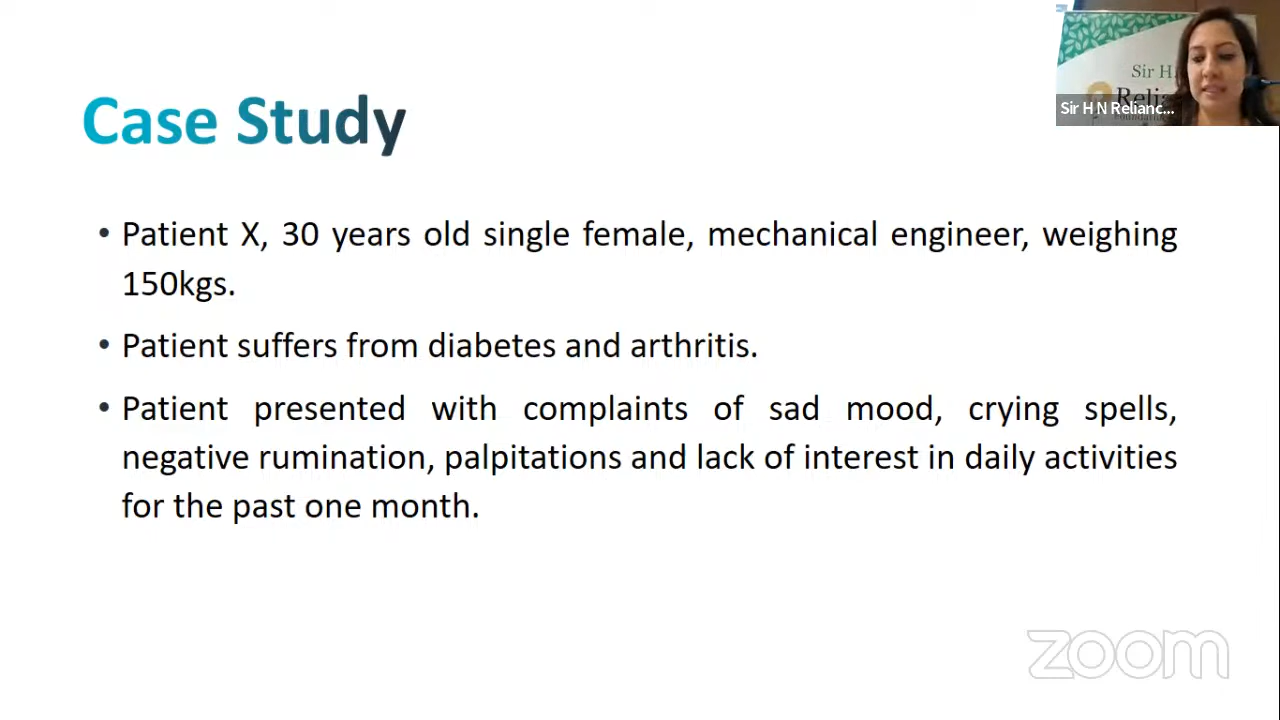 Case Study
• Patient X, 30 years old single female, mechanical engineer, weighing
150kgs.
• Patient suffers from diabetes and arthritis.
• Patient presented with complaints of sad mood, crying spells,
negative rumination, palpitations and lack of interest in daily activities
for the past one month.
Sir H
Sir H N Relianc...
zoom